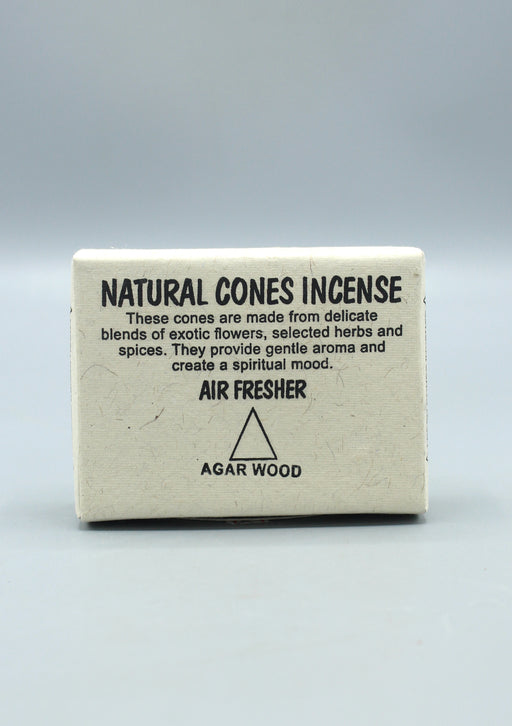 NATURAL CONES INCENSE
These cones are made from delicate
blends of exotic flowers, selected herbs and
spices. They provide gentle aroma and
create a spiritual mood.
AIR FRESHER
AGAR WOOD